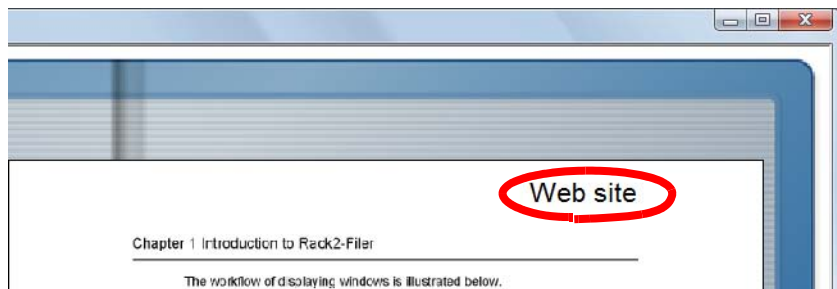 Web site
Chapter 1 Introduction to Rack2-Filer
The workflow of displaying windows is illustrated below.